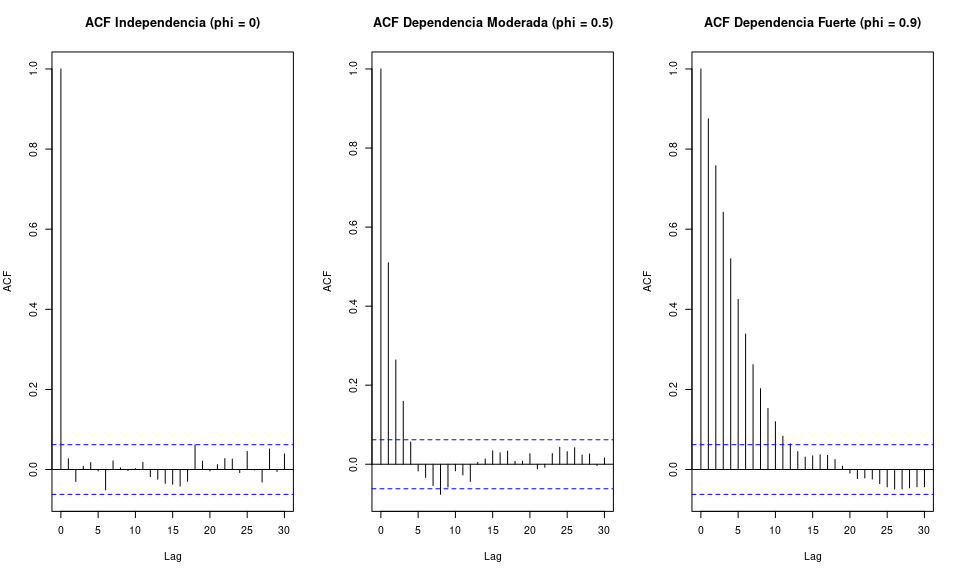 ACF Independencia (phi = 0)
ACF
1.0
0.8
0.6
0.4
0.2
0.0
0 5 10 15 20 25 30
Lag
ACF Dependencia Moderada (phi = 0.5)
ACF
1.0
0.8
0.6
0.4
0.2
0.0
0 5 10 15 20 25 30
Lag
ACF Dependencia Fuerte (phi = 0.9)
ACF
1.0
0.8
0.6
0.4
0.2
0.0
0 5 10 15 20 25 30
Lag